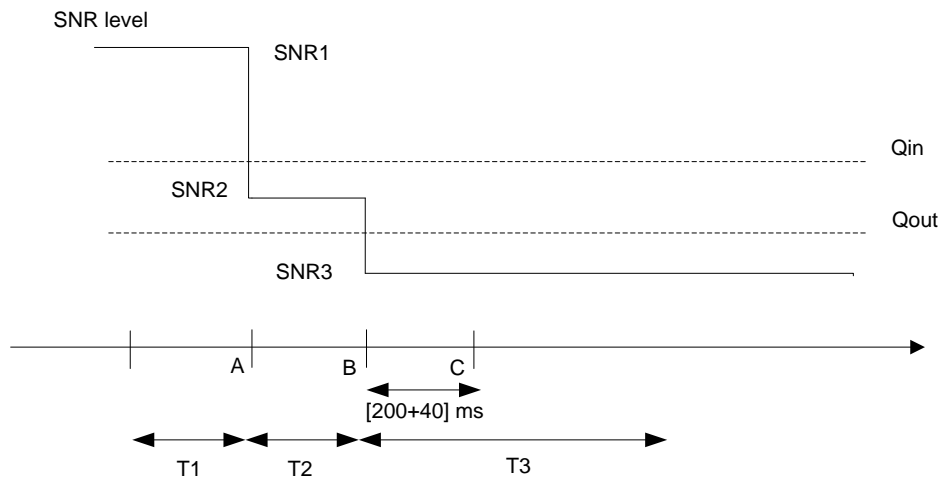 SNR level
SNR1
Qin
SNR2
Qout
SNR3
A
B
C
[200+40] ms
T1
T2
T3